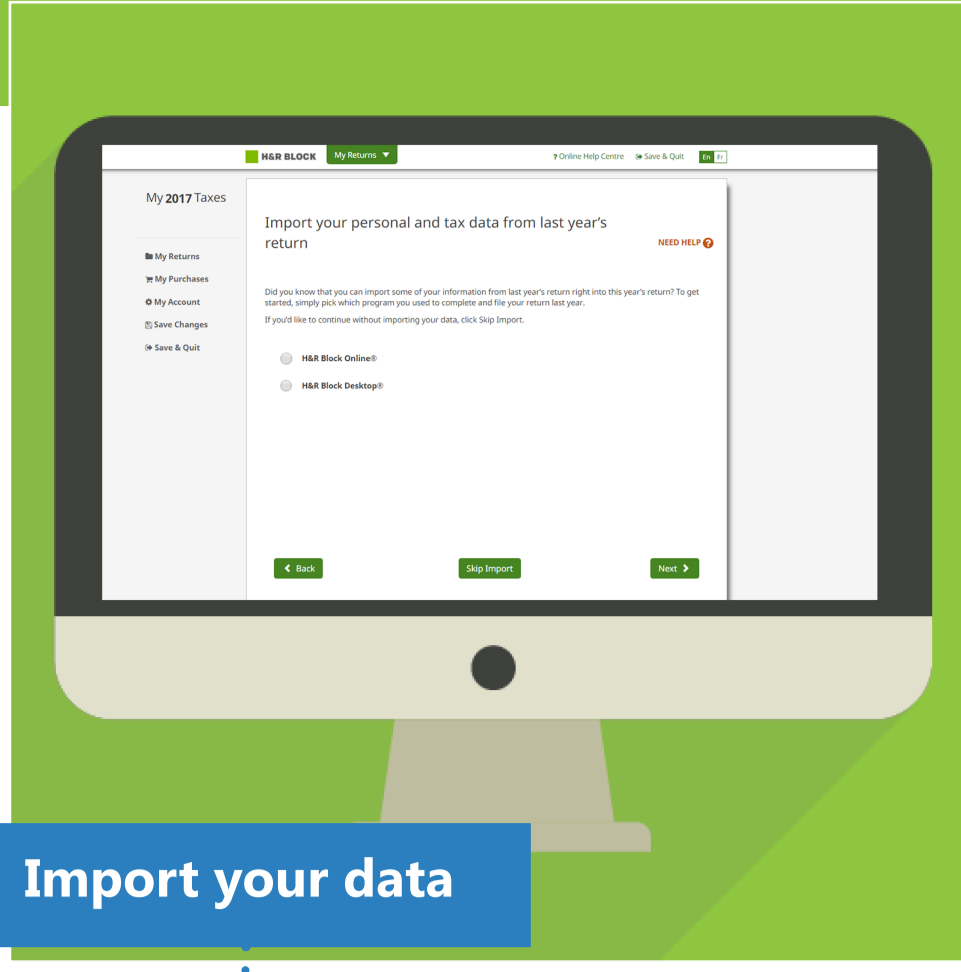 H&R BLOCK My Returns ▼ ? Online Help Centre Save & Quit En Fr
My 2017 Taxes
My Returns
My Purchases
My Account
Save Changes
Save & Quit
Import your personal and tax data from last year's
return
NEED HELP ?
Did you know that you can import some of your information from last year's return right into this year's return? To get
started, simply pick which program you used to complete and file your return last year.
If you'd like to continue without importing your data, click Skip Import.
H&R Block Online®
H&R Block Desktop®
Back Skip Import Next
Import your data